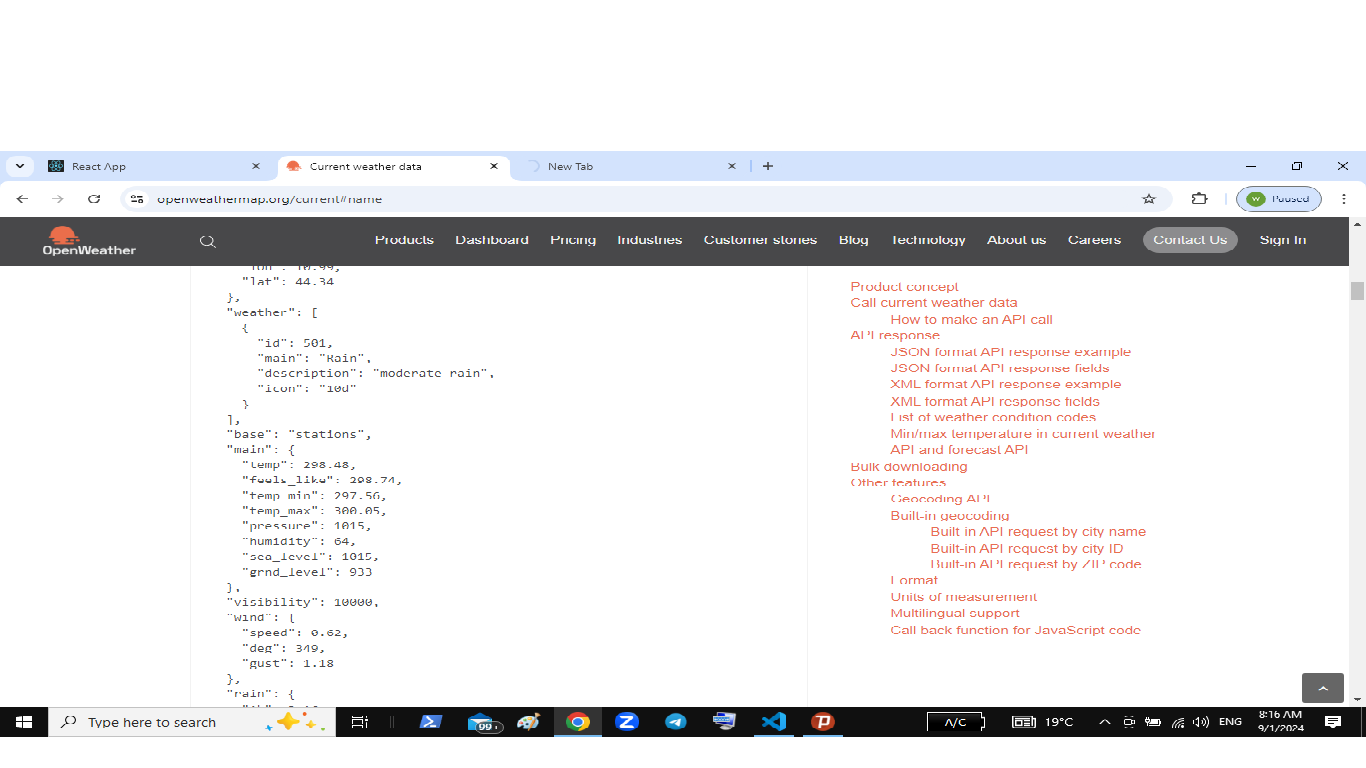 React App
Current weather data
New Tab
openweathermap.org/current#name
W
Paused
OpenWeather
Products
Dashboard
Pricing
Industries
Customer stories
Blog
Technology
About us
Careers
Contact Us
Sign In
"lon": 10.99,
"lat": 44.34
},
"weather": [
{
"id": 501,
"main": "Rain",
"description": "moderate rain",
"icon": "10d"
}
],
"base": "stations",
"main": {
"temp": 298.48,
"feels_like": 298.74,
"temp_min": 297.56,
"temp_max": 300.05,
"pressure": 1015,
"humidity": 64,
"sea_level": 1015,
"grnd_level": 933
},
"visibility": 10000,
"wind": {
"speed": 0.62,
"deg": 349,
"gust": 1.18
},
"rain": {
Product concept
Call current weather data
How to make an API call
API response
JSON format API response example
JSON format API response fields
XML format API response example
XML format API response fields
List of weather condition codes
Min/max temperature in current weather
API and forecast API
Bulk downloading
Other features
Geocoding API
Built-in geocoding
Built-in API request by city name
Built-in API request by city ID
Built-in API request by ZIP code
Format
Units of measurement
Multilingual support
Call back function for JavaScript code
Type here to search
99+
A/C
19°C
ENG
8:16 AM
9/1/2024